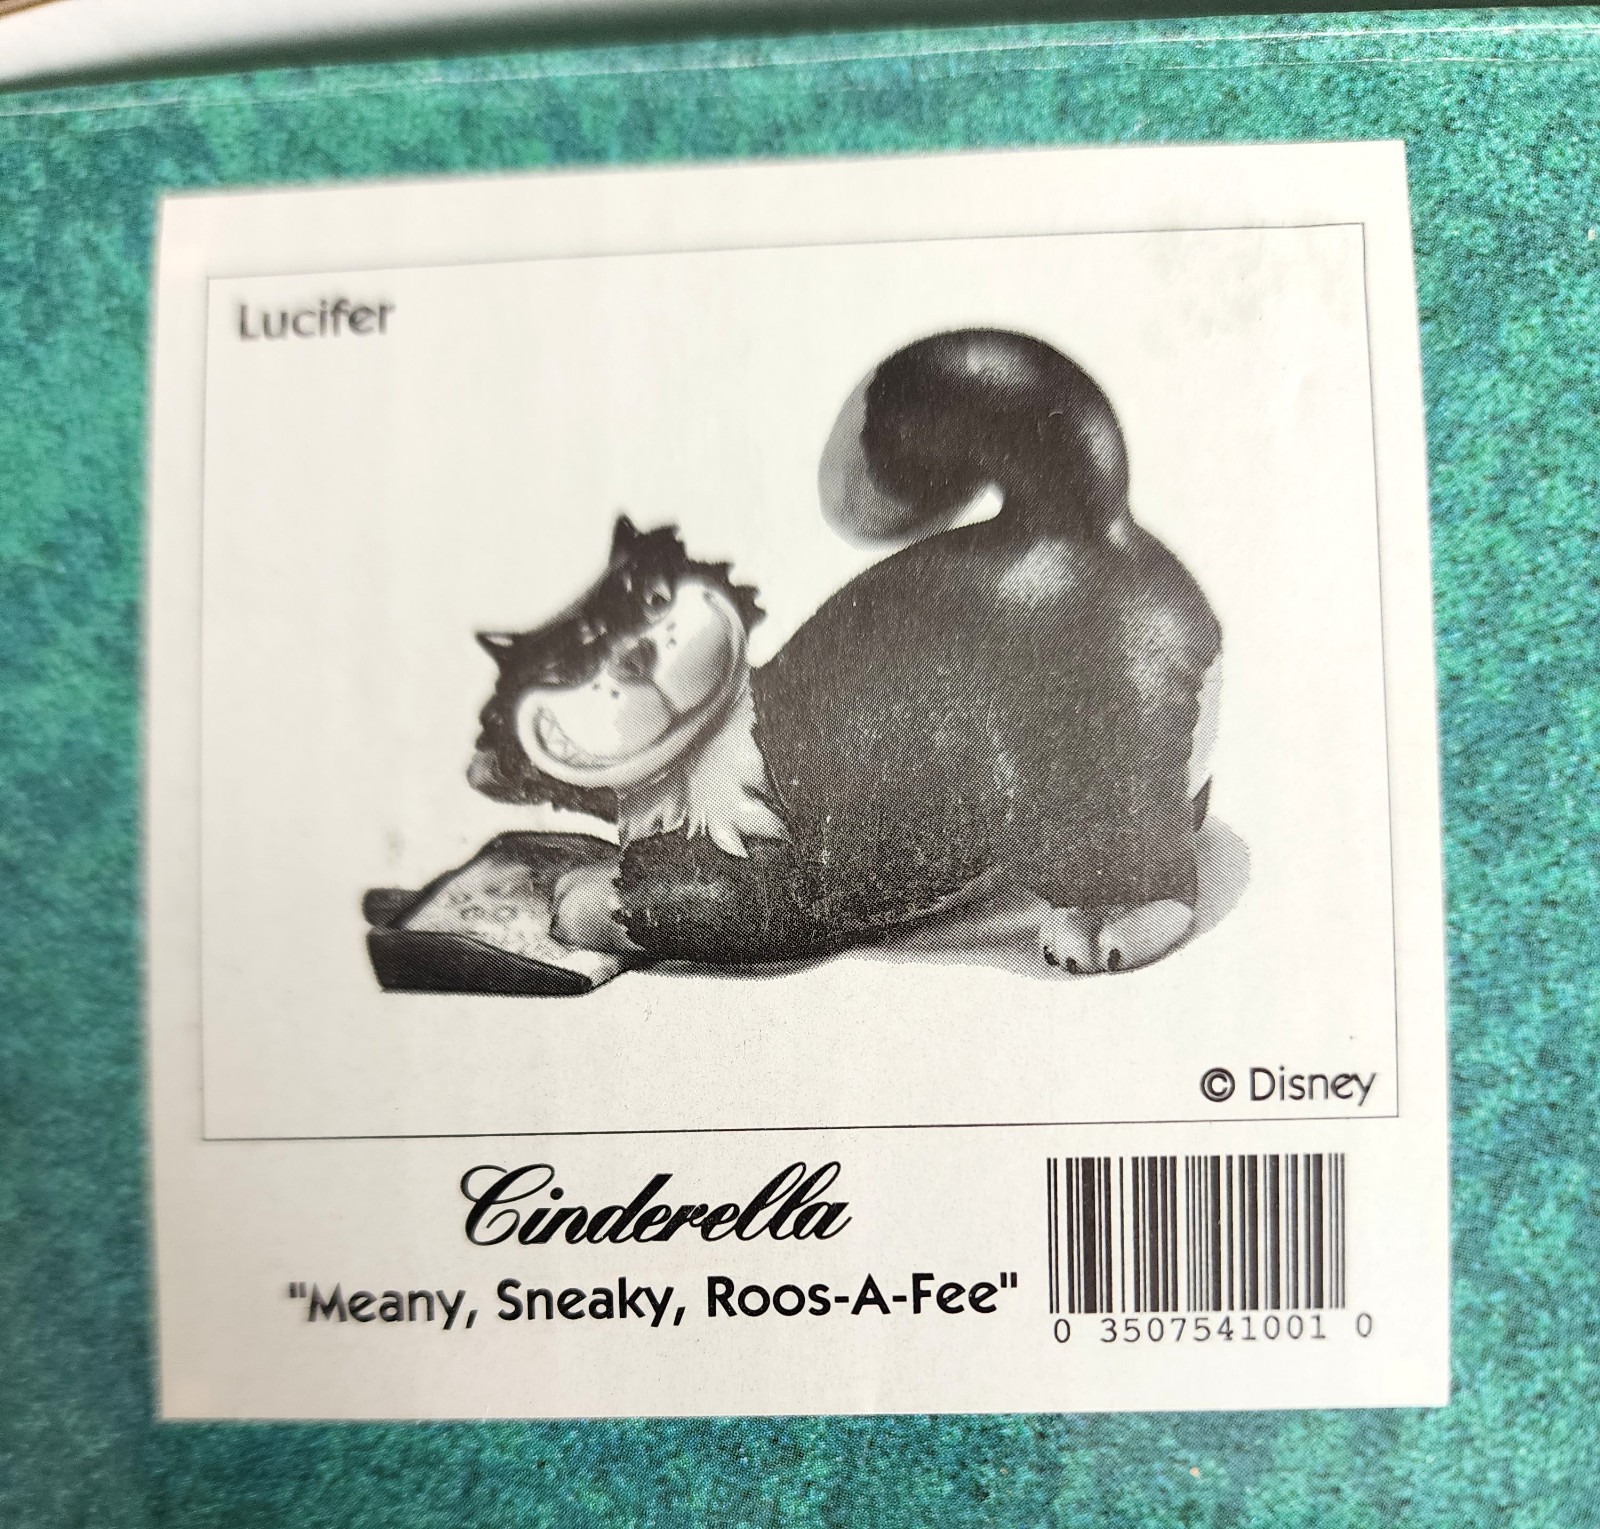 Lucifer
© Disney
Cinderella
"Meany, Sneaky, Roos-A-Fee"
0 3507541001 0